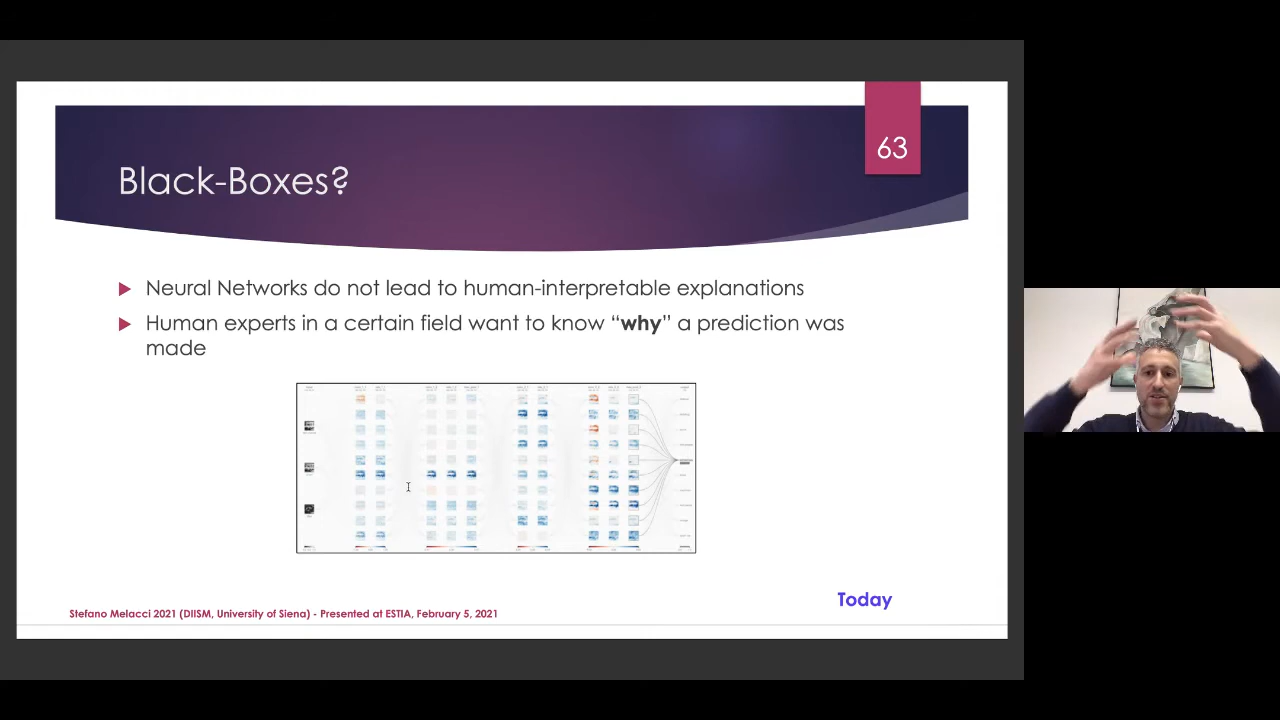 63
Black-Boxes?
Neural Networks do not lead to human-interpretable explanations
Human experts in a certain field want to know “why” a prediction was
made
Today
Stefano Melacci 2021 (DIISM, University of Siena) - Presented at ESTIA, February 5, 2021